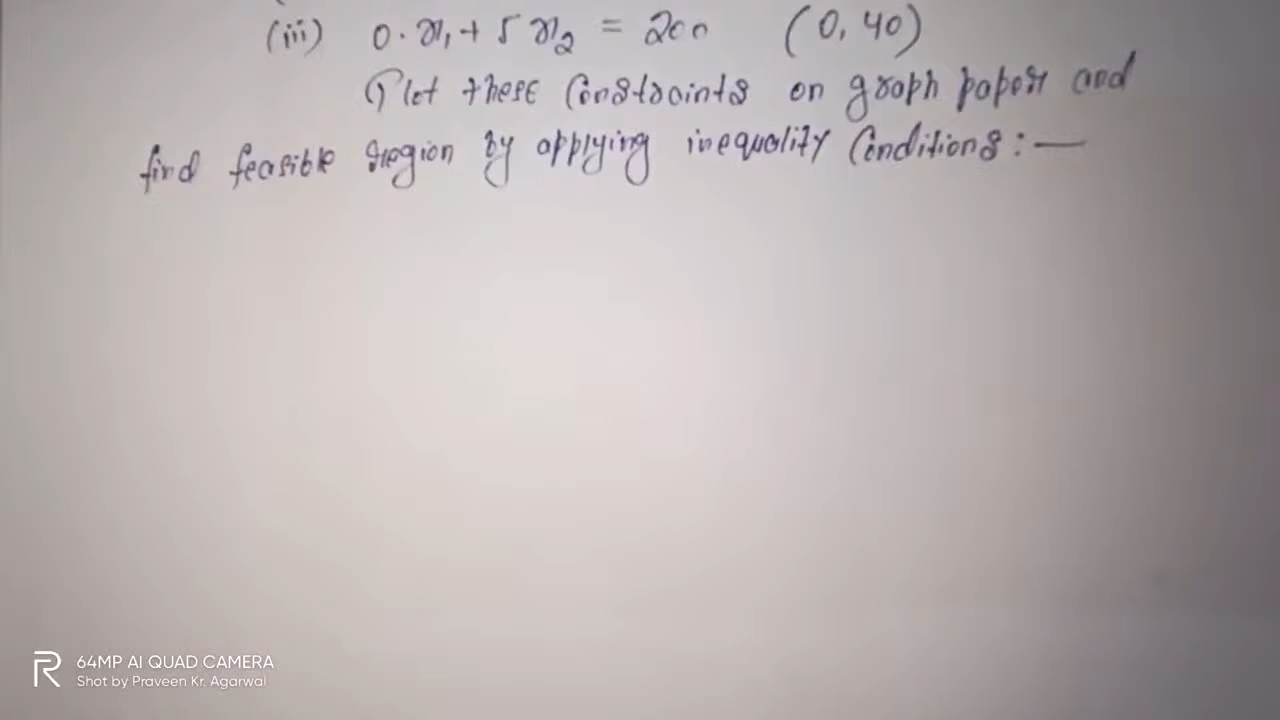 (iii) 0.x₁ + 5x₂ = 200 (0, 40)
Plot these Constraints on graph paper and
find feasible region by applying inequality Conditions:—
64MP AI QUAD CAMERA
Shot by Praveen Kr. Agarwal